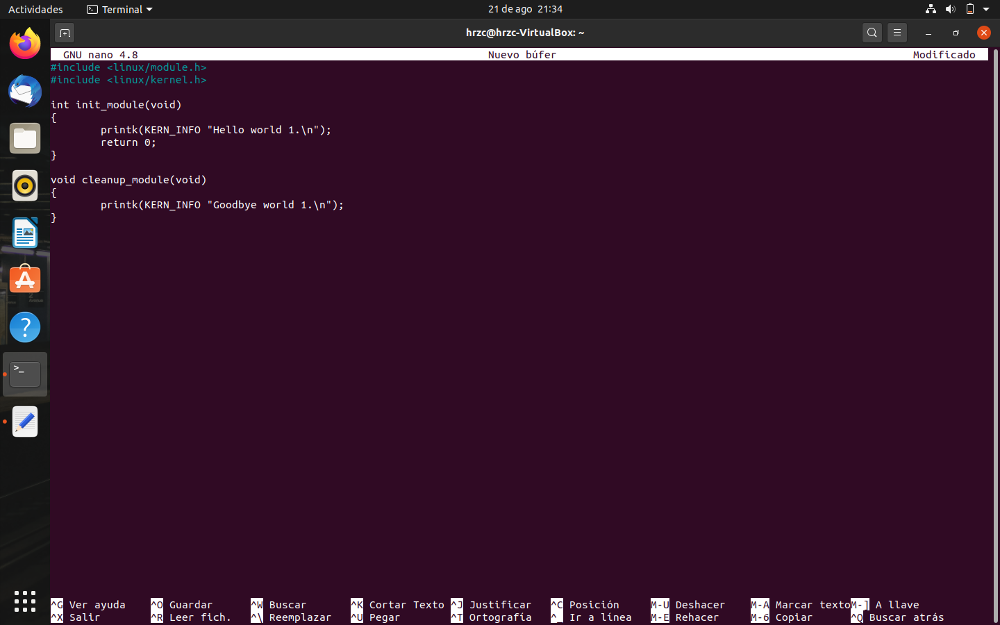 Actividades Terminal 21 de ago 21:34
hrzc@hrzc-VirtualBox: ~
GNU nano 4.8 Nuevo búfer Modificado
#include <linux/module.h>
#include <linux/kernel.h>
int init_module(void)
{
printk(KERN_INFO "Hello world 1.\n");
return 0;
}
void cleanup_module(void)
{
printk(KERN_INFO "Goodbye world 1.\n");
}
^G Ver ayuda ^O Guardar ^W Buscar ^K Cortar Texto ^J Justificar ^C Posición M-U Deshacer M-A Marcar texto M-] A llave
^X Salir ^R Leer fich. ^\ Reemplazar ^U Pegar ^T Ortografía ^_ Ir a línea M-E Rehacer M-6 Copiar ^Q Buscar atrás